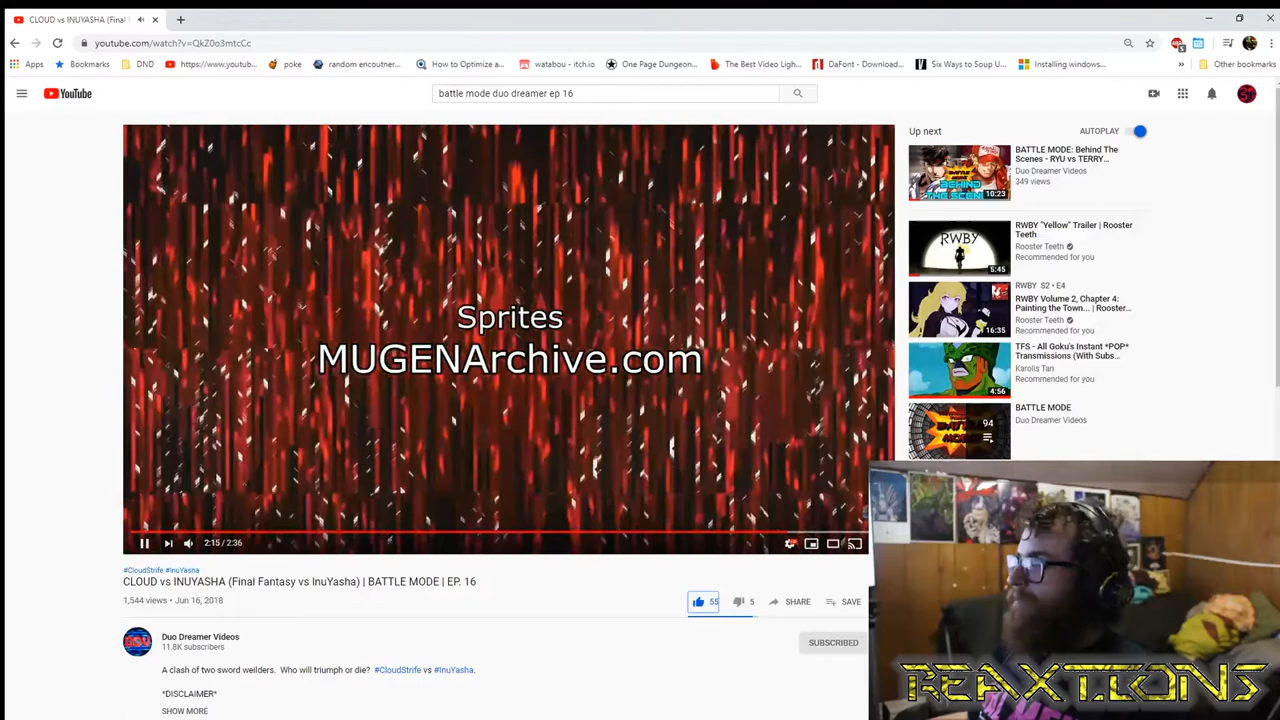 CLOUD vs INUYASHA (Final F
youtube.com/watch?v=QkZ0o3mtcCc
Apps
Bookmarks
DND
https://www.youtub...
poke
random encoutner...
How to Optimize a...
watabou - itch.io
One Page Dungeon...
The Best Video Ligh...
DaFont - Download...
Six Ways to Soup U...
Installing windows...
Other bookmarks
YouTube
battle mode duo dreamer ep 16
Sprites
MUGENArchive.com
2:15 / 2:36
#CloudStrife #InuYasha
CLOUD vs INUYASHA (Final Fantasy vs InuYasha) | BATTLE MODE | EP. 16
1,544 views • Jun 16, 2018
55
5
SHARE
SAVE
Duo Dreamer Videos
11.8K subscribers
SUBSCRIBED
A clash of two sword weilders. Who will triumph or die? #CloudStrife vs #InuYasha.
*DISCLAIMER*
SHOW MORE
Up next
AUTOPLAY
BATTLE MODE
BEHIND
THE SCEN
10:23
BATTLE MODE: Behind The
Scenes - RYU vs TERRY...
Duo Dreamer Videos
349 views
RWBY
5:45
RWBY "Yellow" Trailer | Rooster
Teeth
Rooster Teeth
Recommended for you
16:35
RWBY S2 • E4
RWBY Volume 2, Chapter 4:
Painting the Town... | Rooster...
Rooster Teeth
Recommended for you
4:56
TFS - All Goku's Instant *POP*
Transmissions (With Subs...
Karolis Tan
Recommended for you
94
BATTLE MODE
Duo Dreamer Videos
REAXTIONS